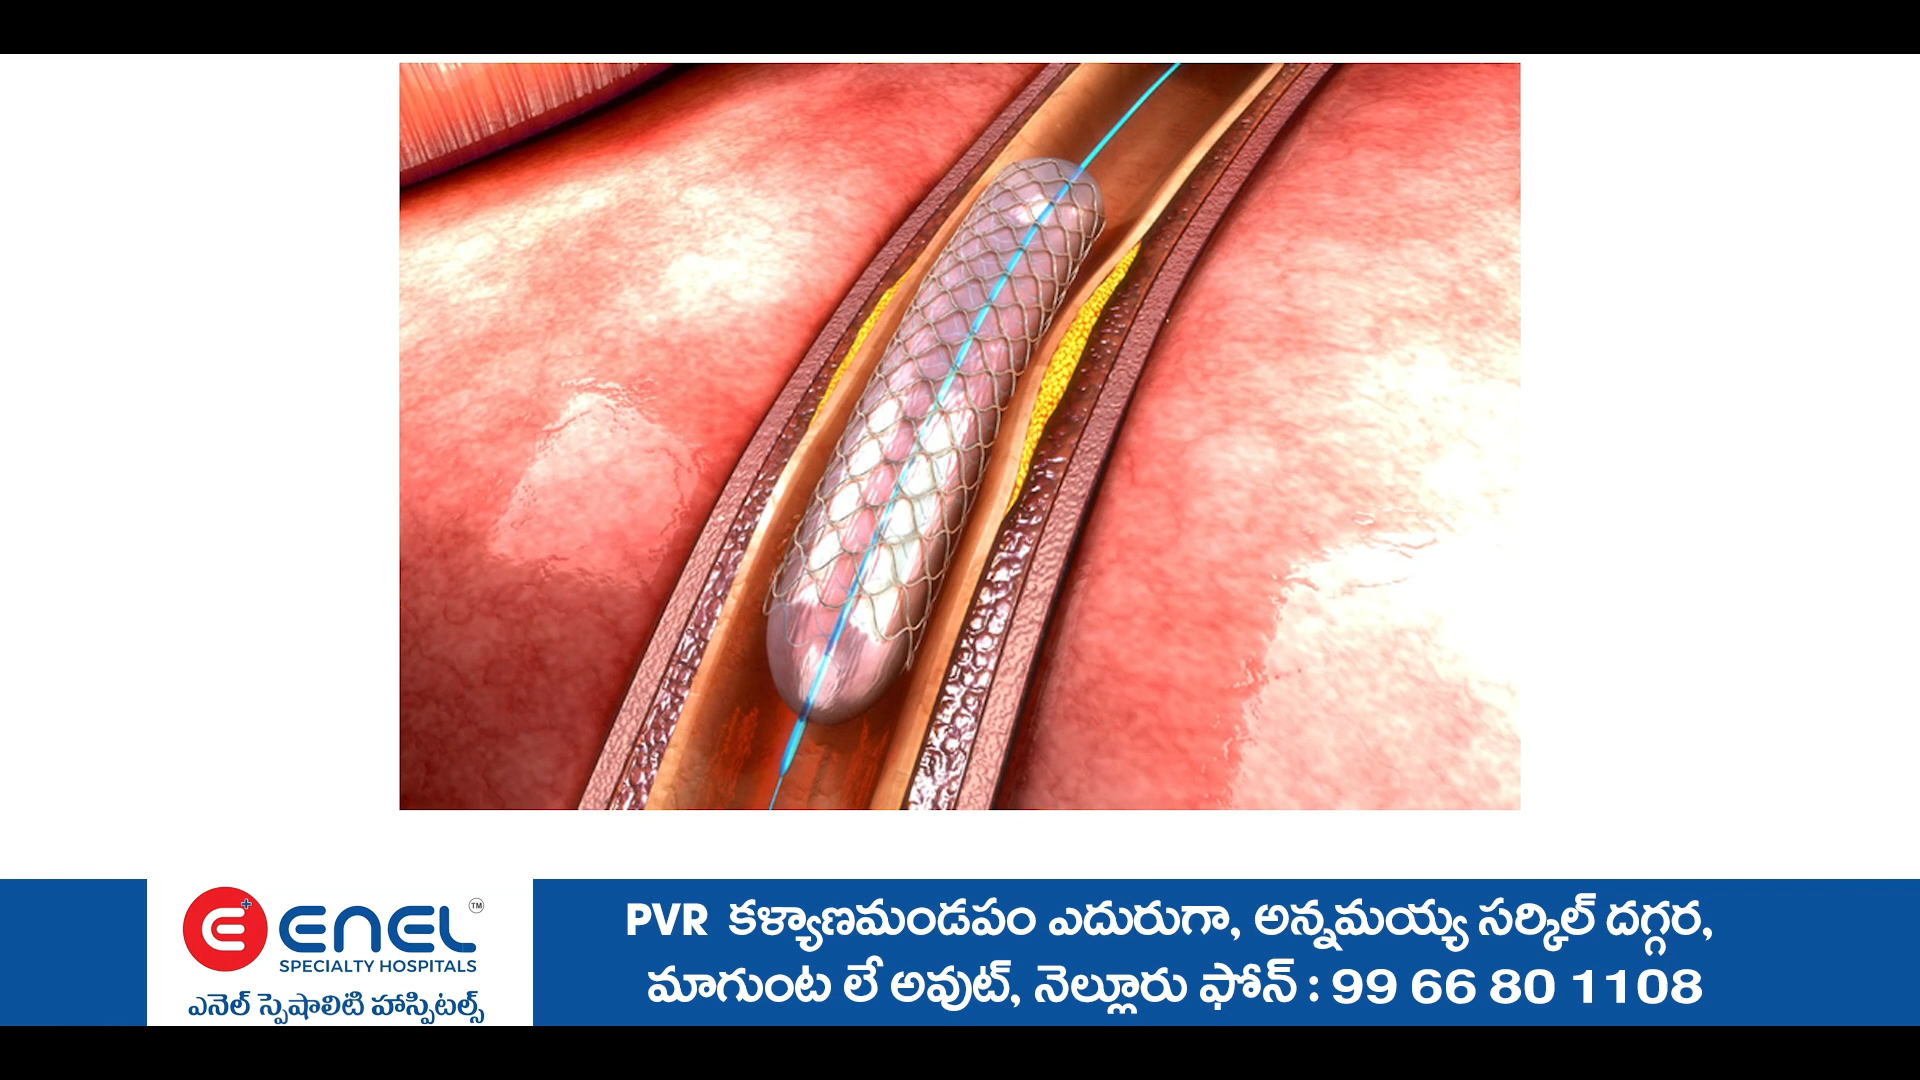 ENEL TM
SPECIALTY HOSPITALS
ఎనెల్ స్పెషాలిటి హాస్పిటల్స్
PVR కళ్యాణమండపం ఎదురుగా, అన్నమయ్య సర్కిల్ దగ్గర,
మాగుంట లే అవుట్, నెల్లూరు ఫోన్ : 99 66 80 1108